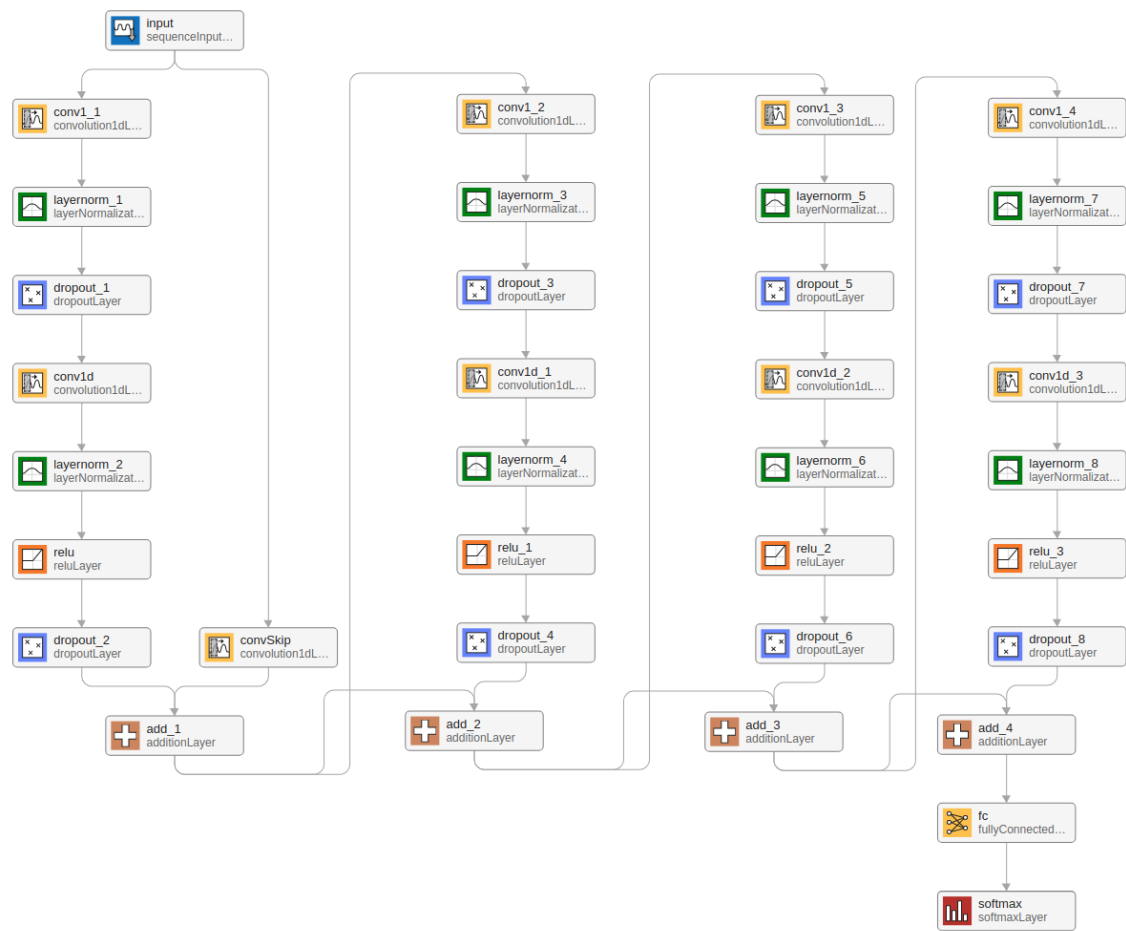 input
sequenceInput…
conv1_1
convolution1dL…
layernorm_1
layerNormalizat…
dropout_1
dropoutLayer
conv1d
convolution1dL…
layernorm_2
layerNormalizat…
relu
reluLayer
dropout_2
dropoutLayer
convSkip
convolution1dL…
add_1
additionLayer
conv1_2
convolution1dL…
layernorm_3
layerNormalizat…
dropout_3
dropoutLayer
conv1d_1
convolution1dL…
layernorm_4
layerNormalizat…
relu_1
reluLayer
dropout_4
dropoutLayer
add_2
additionLayer
conv1_3
convolution1dL…
layernorm_5
layerNormalizat…
dropout_5
dropoutLayer
conv1d_2
convolution1dL…
layernorm_6
layerNormalizat…
relu_2
reluLayer
dropout_6
dropoutLayer
add_3
additionLayer
conv1_4
convolution1dL…
layernorm_7
layerNormalizat…
dropout_7
dropoutLayer
conv1d_3
convolution1dL…
layernorm_8
layerNormalizat…
relu_3
reluLayer
dropout_8
dropoutLayer
add_4
additionLayer
fc
fullyConnected…
softmax
softmaxLayer